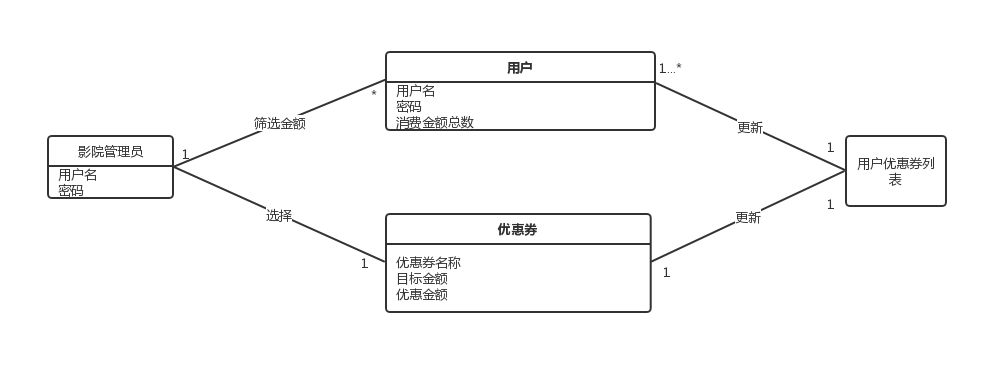 用户
1...*
用户名
密码
消费金额总数
*
筛选金额
更新
影院管理员
1
用户名
密码
1
用户优惠券列
表
选择
1
更新
优惠券
1
优惠券名称
目标金额
优惠金额
1